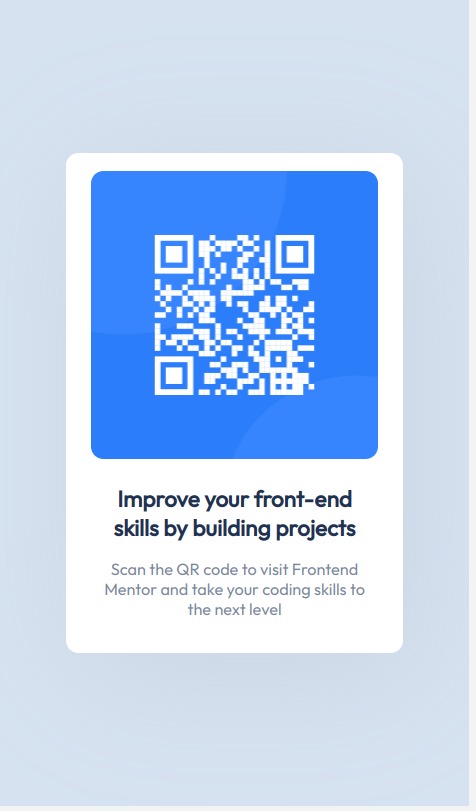 Improve your front-end
skills by building projects
Scan the QR code to visit Frontend
Mentor and take your coding skills to
the next level